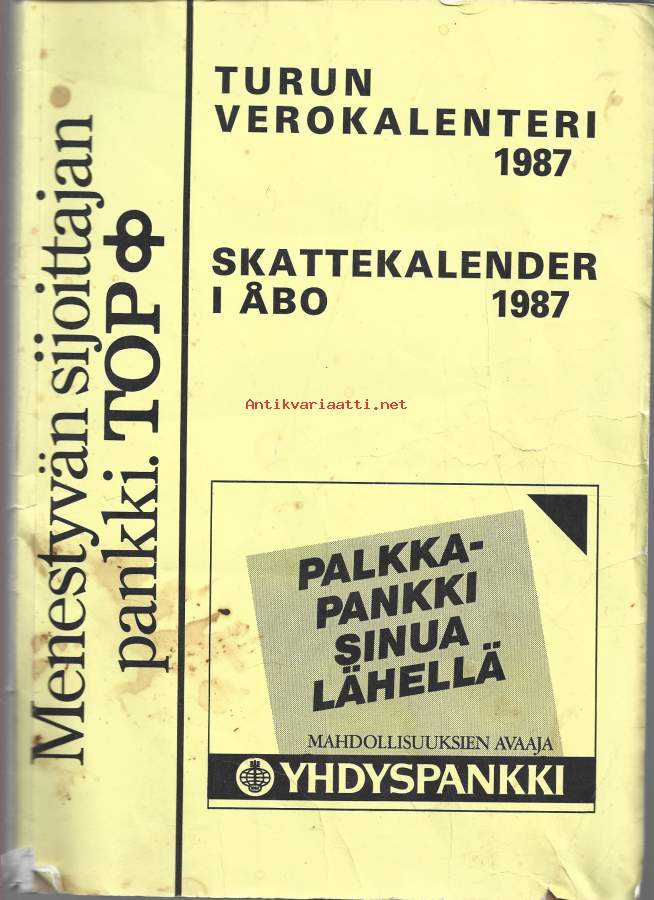 Menestyvän sijoittajan
pankki. TOP
TURUN
VEROKALENTERI
1987
SKATTEKALENDER
I ÅBO 1987
Antikvariaatti.net
PALKKA-
PANKKI
SINUA
LÄHELLÄ
MAHDOLLISUUKSIEN AVAAJA
YHDYSPANKKI